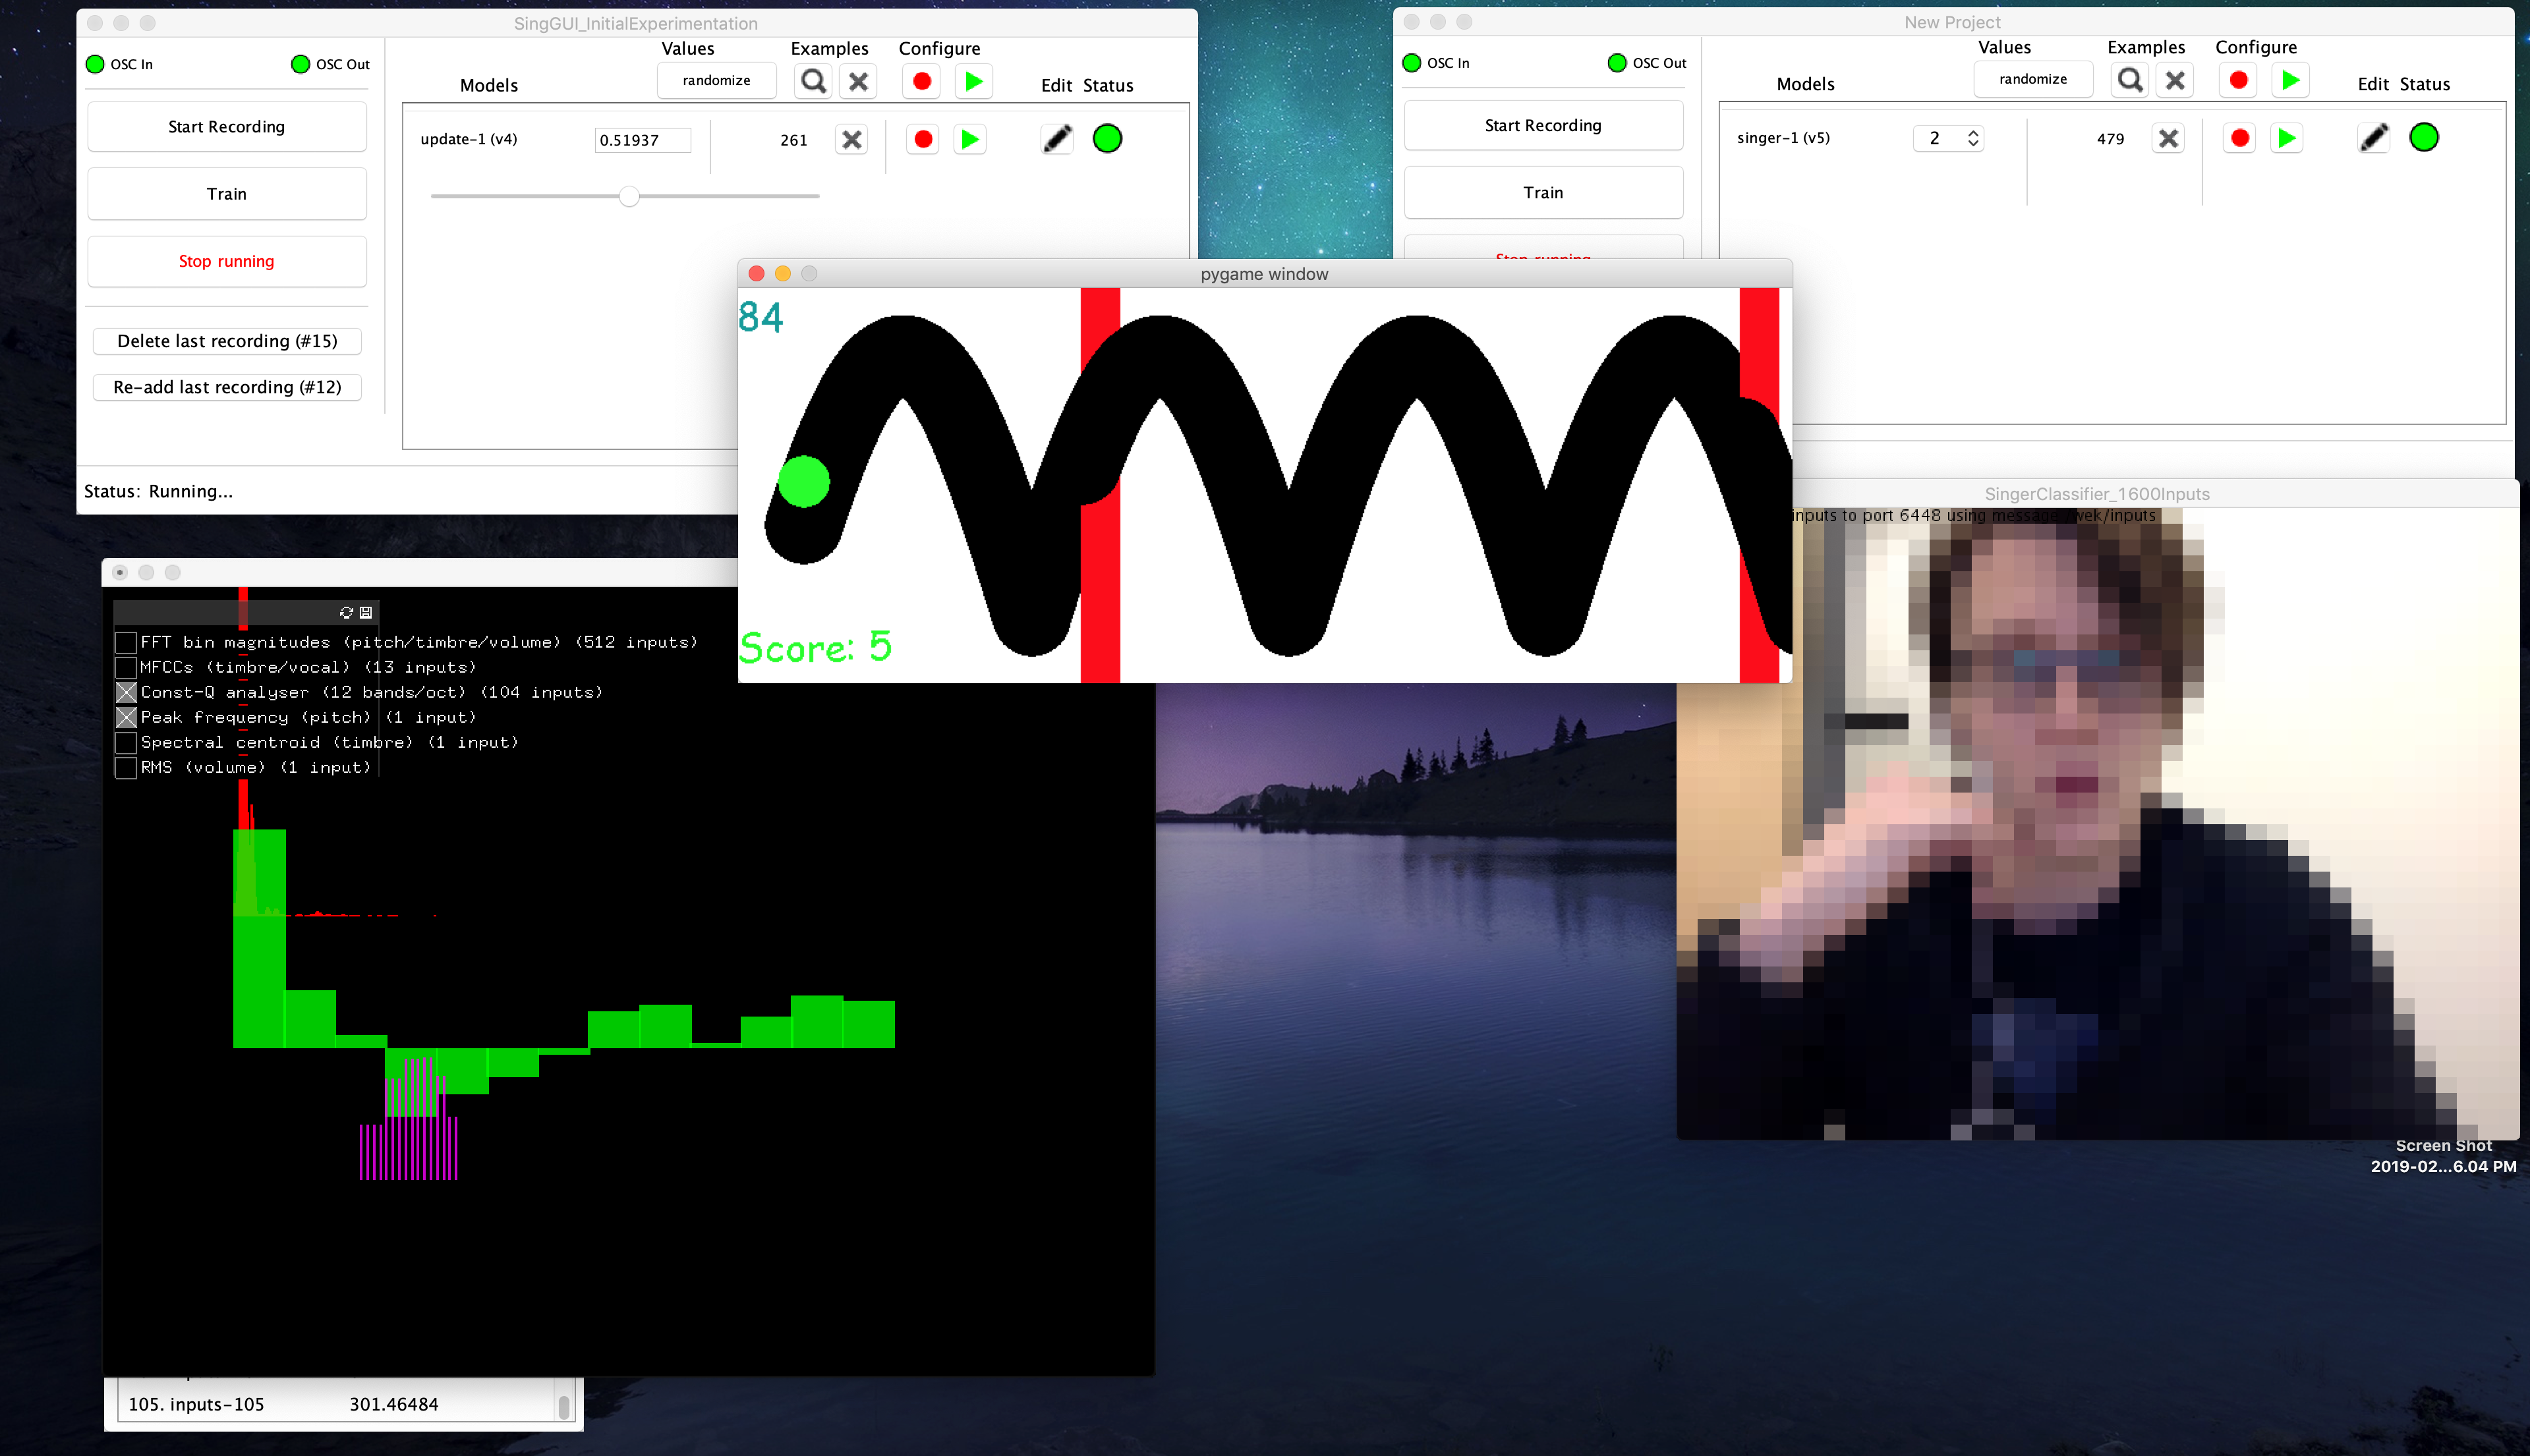 SingGUI_InitialExperimentation
OSC In
OSC Out
Start Recording
Train
Stop running
Delete last recording (#15)
Re-add last recording (#12)
Status: Running...
Models
Values
randomize
Examples
Configure
Edit Status
update-1 (v4)
0.51937
261
New Project
OSC In
OSC Out
Start Recording
Train
Stop running
Models
Values
randomize
Examples
Configure
Edit Status
singer-1 (v5)
2
479
pygame window
84
Score: 5
FFT bin magnitudes (pitch/timbre/volume) (512 inputs)
MFCCs (timbre/vocal) (13 inputs)
Const-Q analyser (12 bands/oct) (104 inputs)
Peak frequency (pitch) (1 input)
Spectral centroid (timbre) (1 input)
RMS (volume) (1 input)
105. inputs-105 301.46484
SingerClassifier_1600Inputs
inputs to port 6448 using message /wek/inputs
Screen Shot
2019-02...6.04 PM